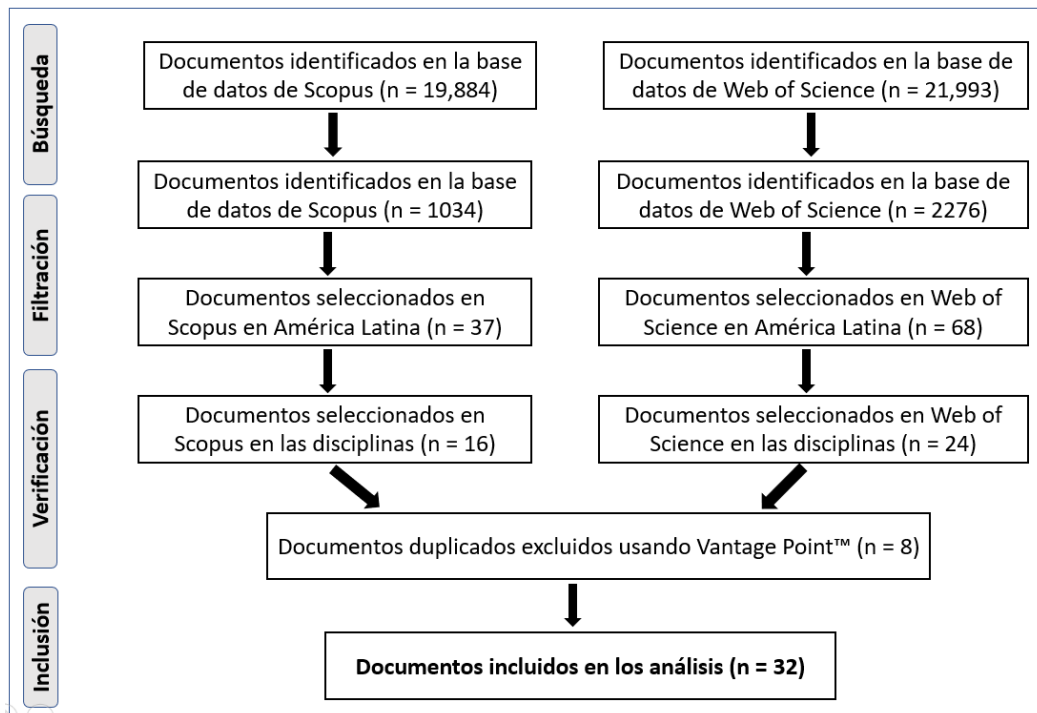 Búsqueda
Documentos identificados en la base
de datos de Scopus (n = 19,884)
Documentos identificados en la base de
datos de Web of Science (n = 21,993)
Documentos identificados en la base
de datos de Scopus (n = 1034)
Documentos identificados en la base de
datos de Web of Science (n = 2276)
Filtración
Documentos seleccionados en
Scopus en América Latina (n = 37)
Documentos seleccionados en Web of
Science en América Latina (n = 68)
Verificación
Documentos seleccionados en
Scopus en las disciplinas (n = 16)
Documentos seleccionados en Web of
Science en las disciplinas (n = 24)
Documentos duplicados excluidos usando Vantage Point™ (n = 8)
Inclusión
Documentos incluidos en los análisis (n = 32)